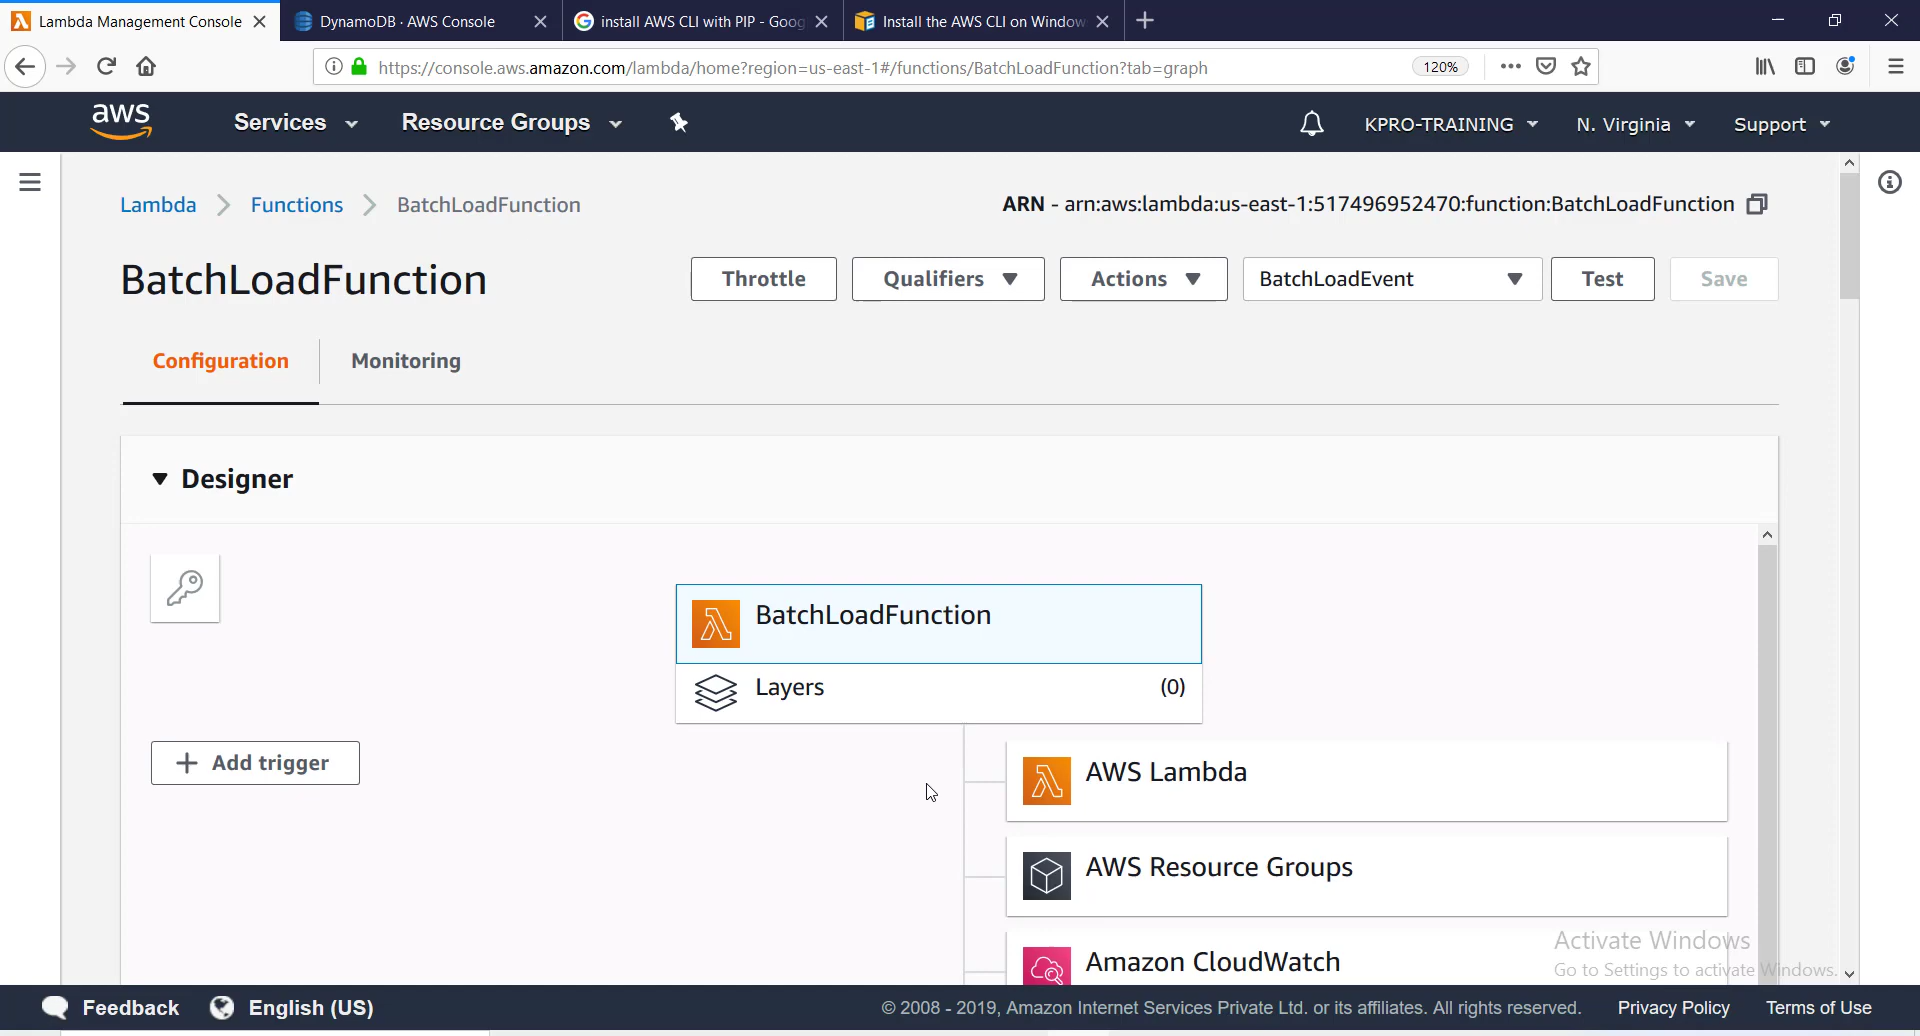 Lambda Management Console
DynamoDB · AWS Console
install AWS CLI with PIP - Goog
Install the AWS CLI on Window
https://console.aws.amazon.com/lambda/home?region=us-east-1#/functions/BatchLoadFunction?tab=graph
120%
aws
Services
Resource Groups
KPRO-TRAINING
N. Virginia
Support
Lambda
Functions
BatchLoadFunction
ARN - arn:aws:lambda:us-east-1:517496952470:function:BatchLoadFunction
BatchLoadFunction
Throttle
Qualifiers
Actions
BatchLoadEvent
Test
Save
Configuration
Monitoring
Designer
BatchLoadFunction
Layers (0)
Add trigger
AWS Lambda
AWS Resource Groups
Amazon CloudWatch
Activate Windows
Go to Settings to activate Windows.
Feedback
English (US)
© 2008 - 2019, Amazon Internet Services Private Ltd. or its affiliates. All rights reserved.
Privacy Policy
Terms of Use